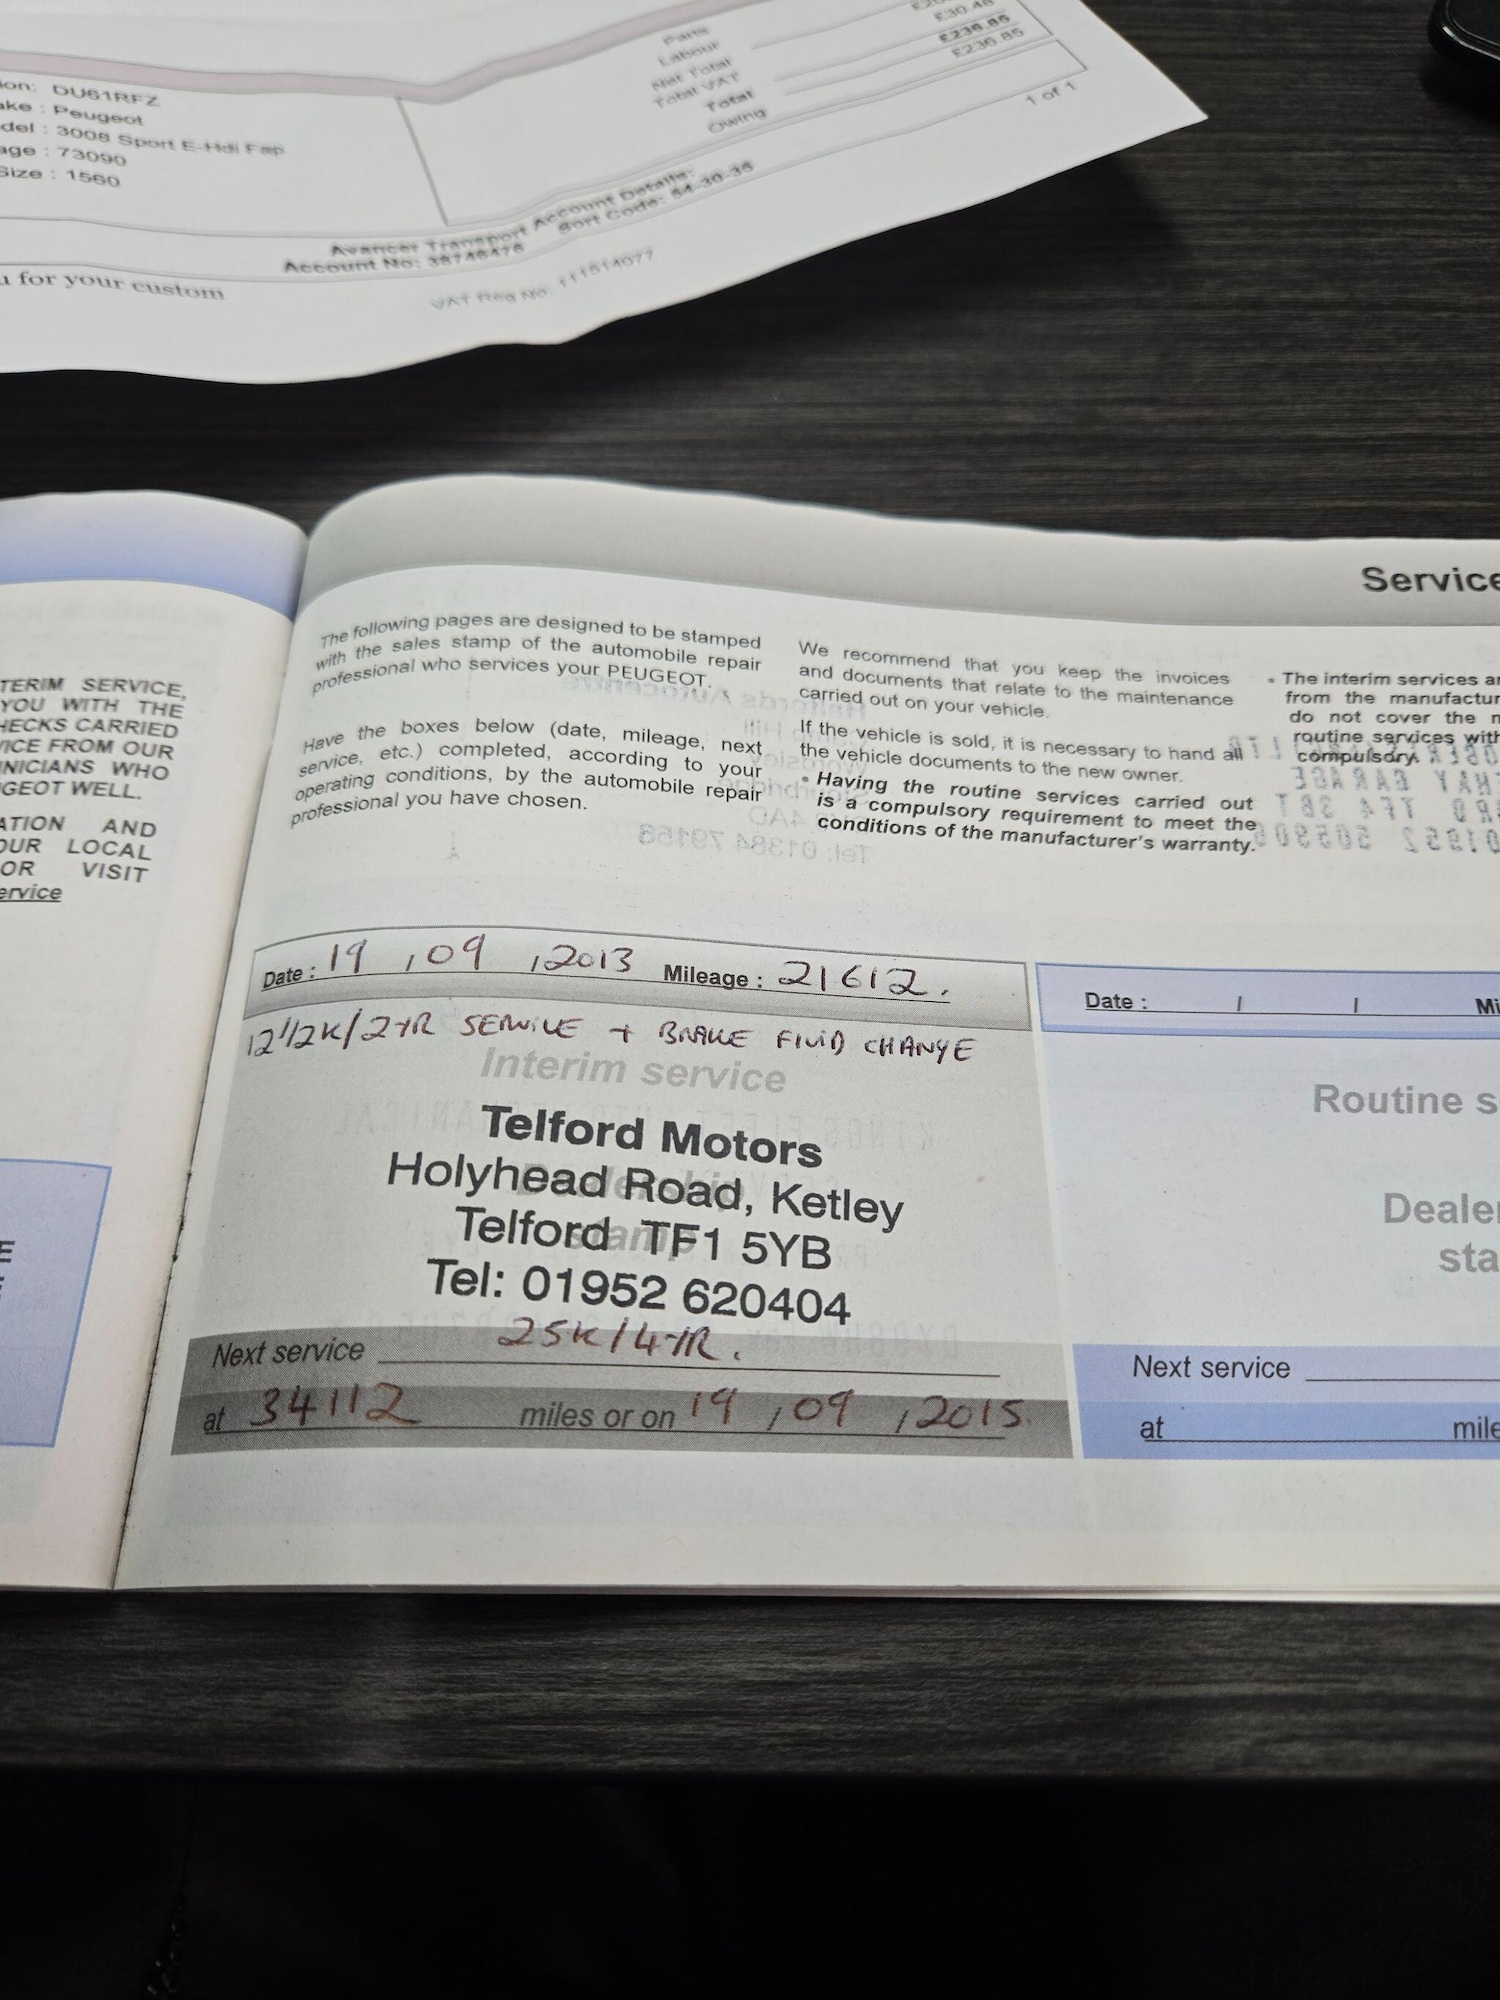 DU61RFZ
Peugeot
3008 Sport E-Hdi Fap
73090
Size : 1560
Parts
Labour £30.48
Net Total £236.85
Total VAT £236.85
Total
Owing
1 of 1
Avancer Transport Account Details:
Account No: 38746476 Sort Code: 54-30-36
for your custom
VAT Reg No: 111514077
TERIM SERVICE,
YOU WITH THE
HECKS CARRIED
VICE FROM OUR
NICIANS WHO
GEOT WELL.
ATION AND
OUR LOCAL
OR VISIT
ervice
Service
The following pages are designed to be stamped
with the sales stamp of the automobile repair
professional who services your PEUGEOT.
Have the boxes below (date, mileage, next
service, etc.) completed, according to your
operating conditions, by the automobile repair
professional you have chosen.
We recommend that you keep the invoices
and documents that relate to the maintenance
carried out on your vehicle.
If the vehicle is sold, it is necessary to hand all
the vehicle documents to the new owner.
• Having the routine services carried out
is a compulsory requirement to meet the
conditions of the manufacturer's warranty.
• The interim services ar
from the manufactur
do not cover the m
routine services with
compulsory.
Date : 19 / 09 / 2013 Mileage : 21612.
12 1/2K/2YR SERVICE + BRAKE FLUID CHANGE
Interim service
Telford Motors
Holyhead Road, Ketley
Telford TF1 5YB
Tel: 01952 620404
Next service 25K/4YR.
at 34112 miles or on 19 / 09 / 2015
Date : / / Mi
Routine s
Dealer
sta
Next service
at mile